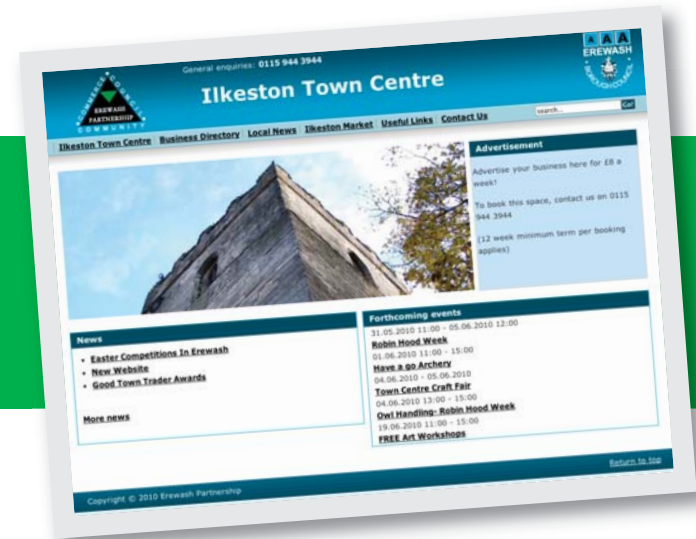 General enquiries: 0115 944 3944
Ilkeston Town Centre
COMMERCE COUNCIL
EREWASH
PARTNERSHIP
COMMUNITY
AAA
EREWASH
BOROUGH COUNCIL
search...
Go!
Ilkeston Town Centre | Business Directory | Local News | Ilkeston Market | Useful Links | Contact Us
Advertisement
Advertise your business here for £8 a
week!
To book this space, contact us on 0115
944 3944
(12 week minimum term per booking
applies)
News
• Easter Competitions In Erewash
• New Website
• Good Town Trader Awards
More news
Forthcoming events
31.05.2010 11:00 - 05.06.2010 12:00
Robin Hood Week
01.06.2010 11:00 - 15:00
Have a go Archery
04.06.2010 - 05.06.2010
Town Centre Craft Fair
04.06.2010 13:00 - 15:00
Owl Handling- Robin Hood Week
19.06.2010 11:00 - 15:00
FREE Art Workshops
Return to top
Copyright © 2010 Erewash Partnership